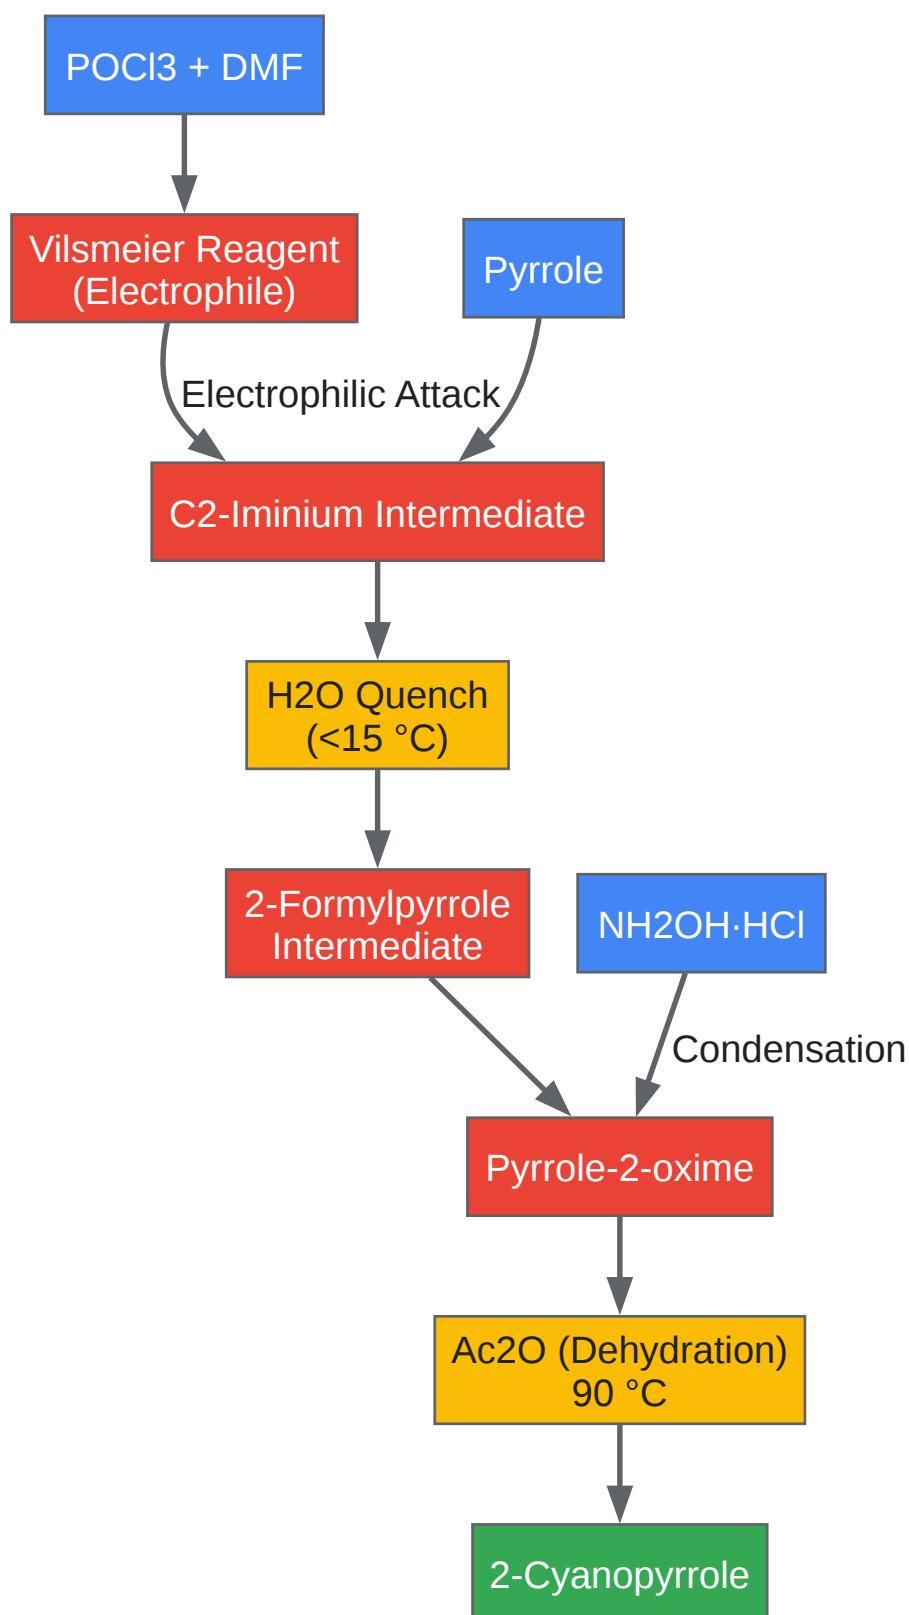 POCl3 + DMF
Vilsmeier Reagent
(Electrophile)
Pyrrole
Electrophilic Attack
C2-Iminium Intermediate
H2O Quench
(<15 °C)
2-Formylpyrrole
Intermediate
NH2OH·HCl
Condensation
Pyrrole-2-oxime
Ac2O (Dehydration)
90 °C
2-Cyanopyrrole